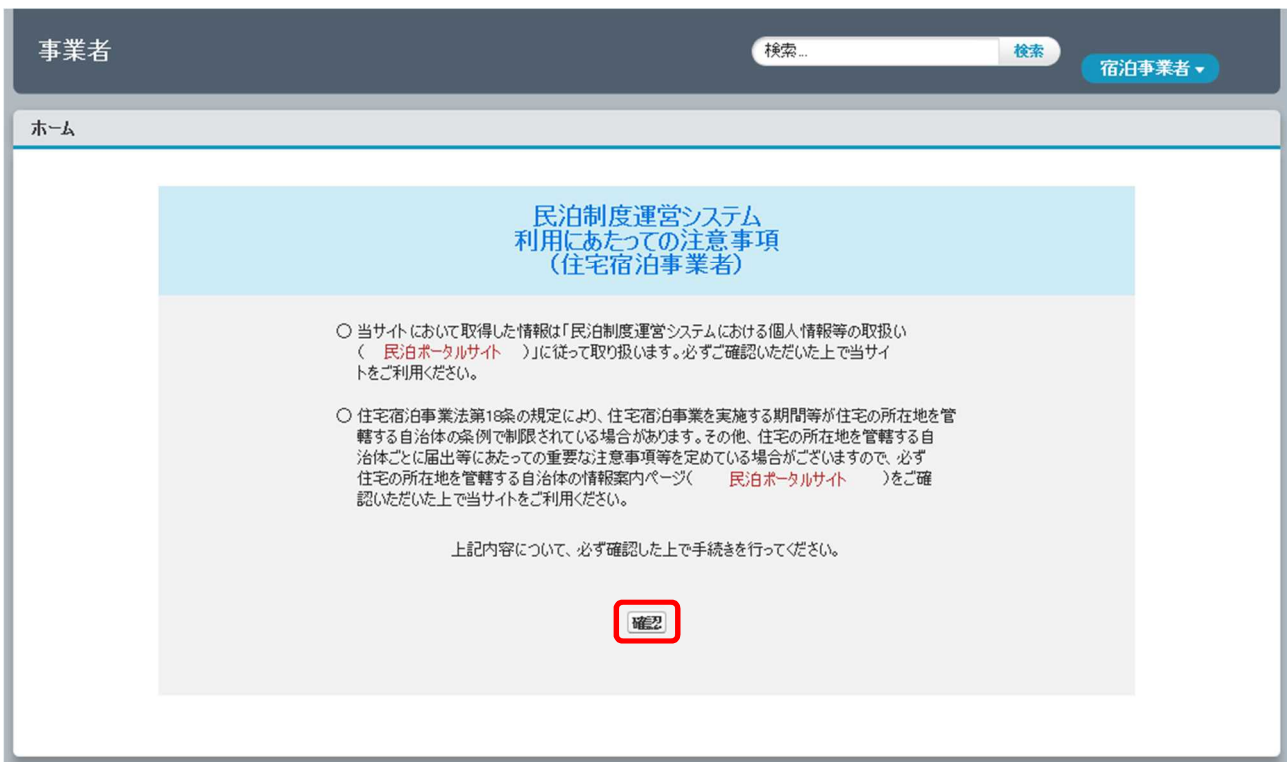 事業者
検索...
検索
宿泊事業者
ホーム
民泊制度運営システム
利用にあたっての注意事項
（住宅宿泊事業者）
○ 当サイトにおいて取得した情報は「民泊制度運営システムにおける個人情報等の取扱い
（ 民泊ポータルサイト ）」に従って取り扱います。必ずご確認いただいた上で当サイ
トをご利用ください。
○ 住宅宿泊事業法第18条の規定により、住宅宿泊事業を実施する期間等が住宅の所在地を管
轄する自治体の条例で制限されている場合があります。その他、住宅の所在地を管轄する自
治体ごとに届出等にあたっての重要な注意事項等を定めている場合がございますので、必ず
住宅の所在地を管轄する自治体の情報案内ページ（ 民泊ポータルサイト ）をご確
認いただいた上で当サイトをご利用ください。
上記内容について、必ず確認した上で手続きを行ってください。
確認